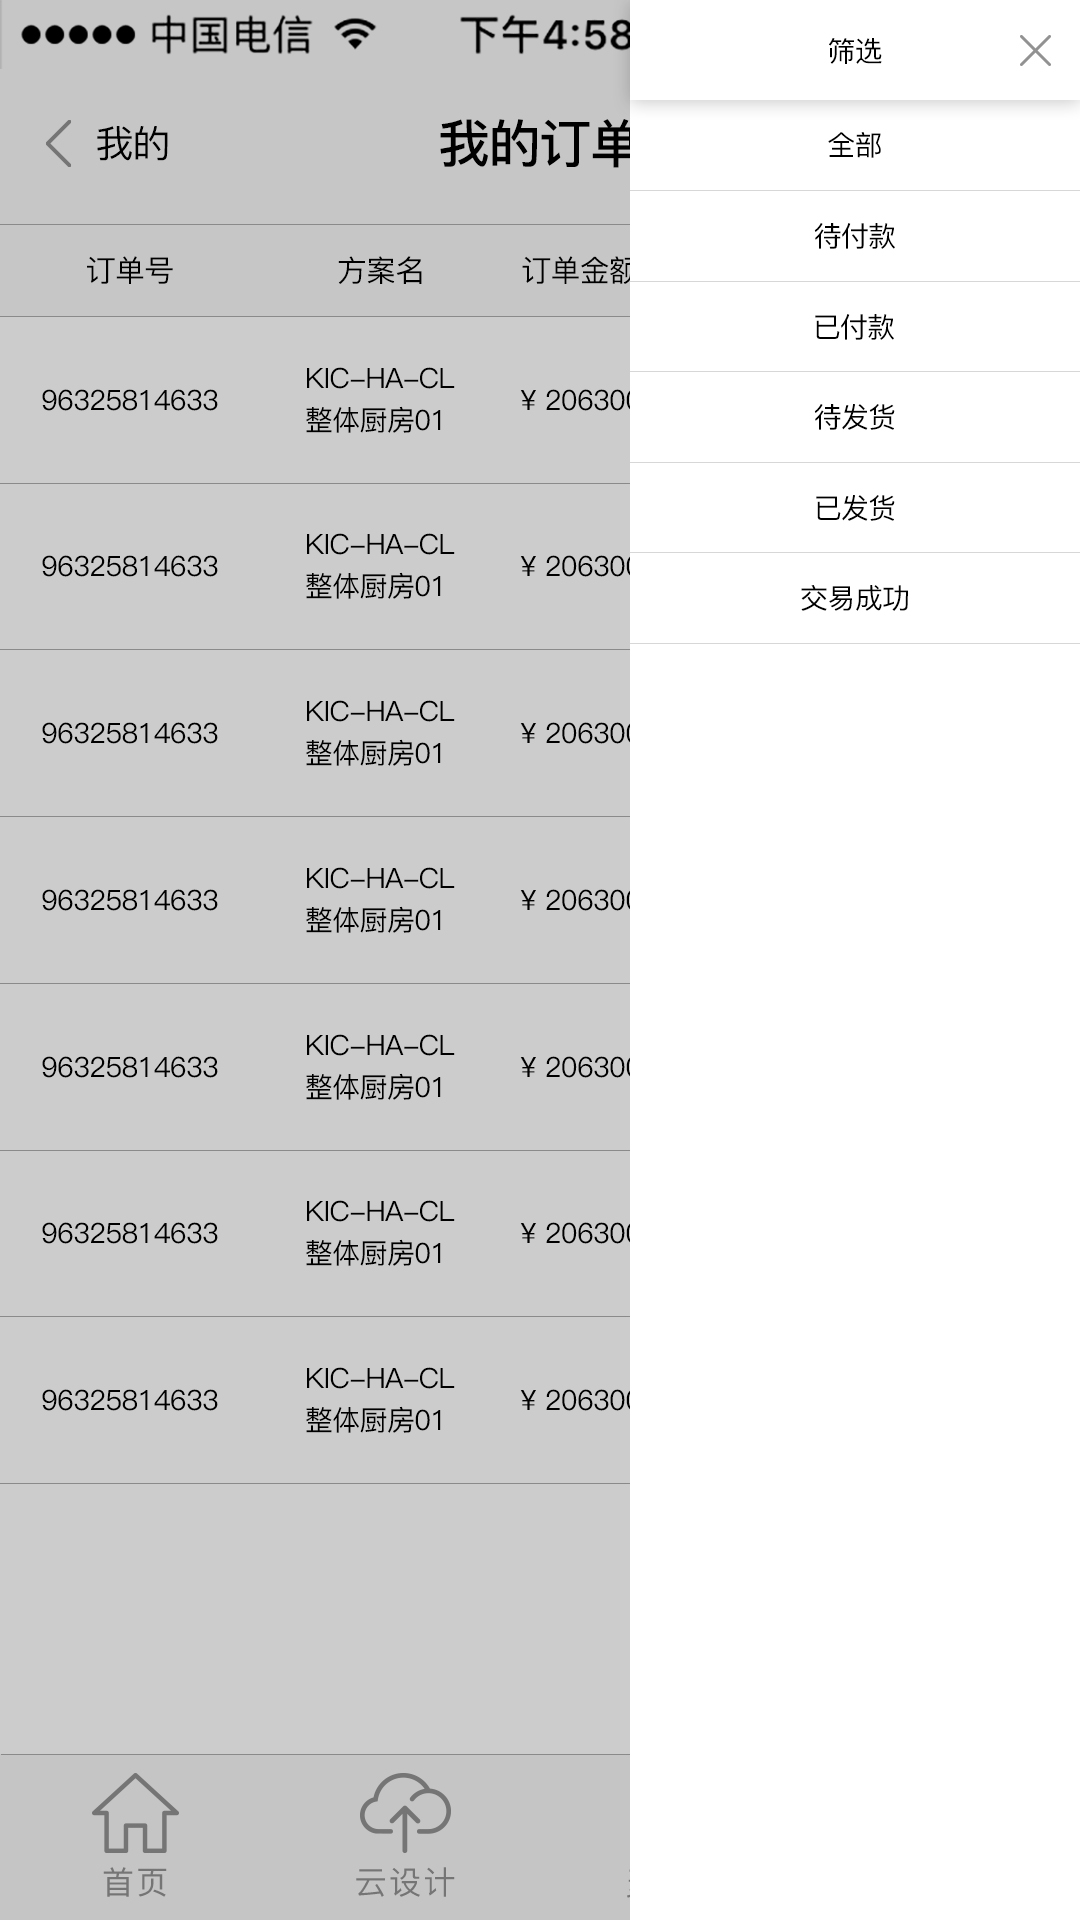 中国电信 下午4:58
我的 我的订单
订单号 方案名 订单金额
96325814633 KIC-HA-CL ¥ 206300
整体厨房01
96325814633 KIC-HA-CL ¥ 206300
整体厨房01
96325814633 KIC-HA-CL ¥ 206300
整体厨房01
96325814633 KIC-HA-CL ¥ 206300
整体厨房01
96325814633 KIC-HA-CL ¥ 206300
整体厨房01
96325814633 KIC-HA-CL ¥ 206300
整体厨房01
96325814633 KIC-HA-CL ¥ 206300
整体厨房01
首页 云设计
筛选
全部
待付款
已付款
待发货
已发货
交易成功